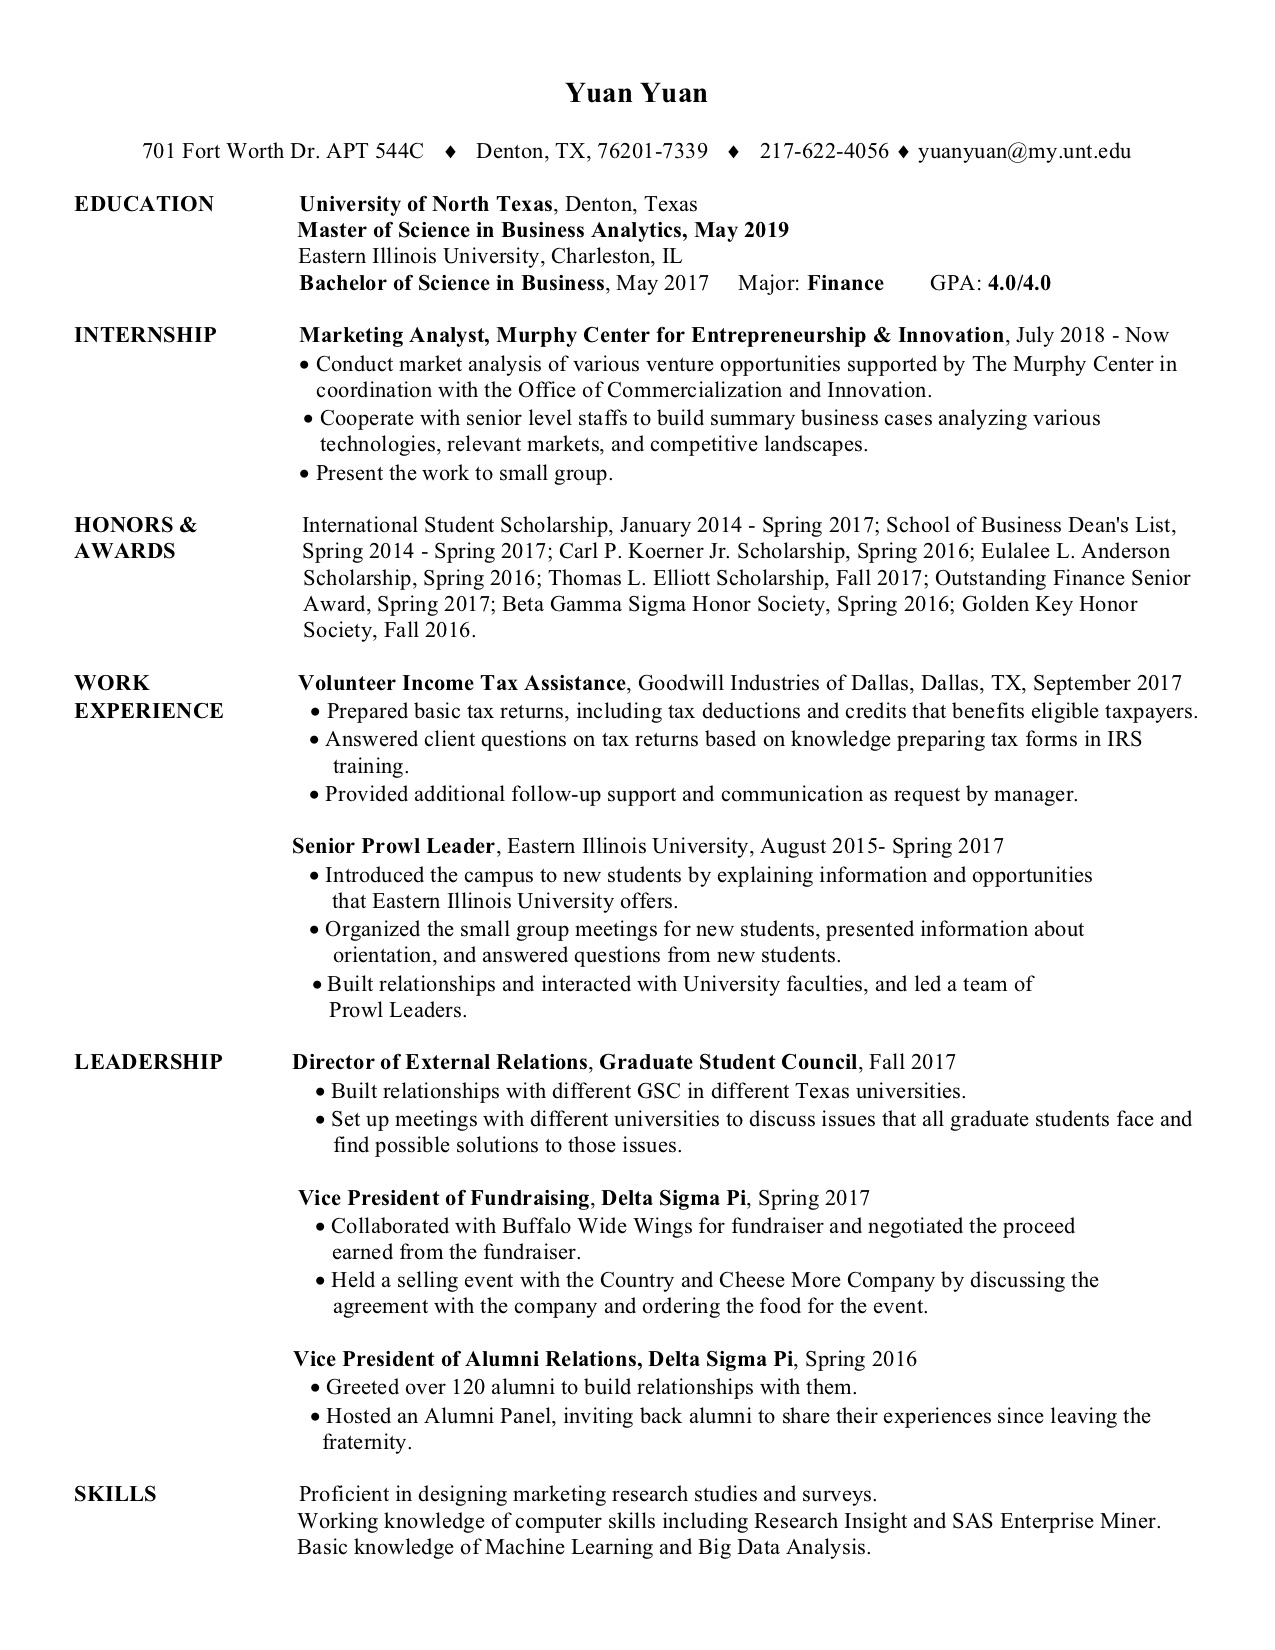 Yuan Yuan
701 Fort Worth Dr. APT 544C ♦ Denton, TX, 76201-7339 ♦ 217-622-4056 ♦ yuanyuan@my.unt.edu
EDUCATION University of North Texas, Denton, Texas
Master of Science in Business Analytics, May 2019
Eastern Illinois University, Charleston, IL
Bachelor of Science in Business, May 2017 Major: Finance GPA: 4.0/4.0
INTERNSHIP Marketing Analyst, Murphy Center for Entrepreneurship & Innovation, July 2018 - Now
• Conduct market analysis of various venture opportunities supported by The Murphy Center in
coordination with the Office of Commercialization and Innovation.
• Cooperate with senior level staffs to build summary business cases analyzing various
technologies, relevant markets, and competitive landscapes.
• Present the work to small group.
HONORS & International Student Scholarship, January 2014 - Spring 2017; School of Business Dean's List,
AWARDS Spring 2014 - Spring 2017; Carl P. Koerner Jr. Scholarship, Spring 2016; Eulalee L. Anderson
Scholarship, Spring 2016; Thomas L. Elliott Scholarship, Fall 2017; Outstanding Finance Senior
Award, Spring 2017; Beta Gamma Sigma Honor Society, Spring 2016; Golden Key Honor
Society, Fall 2016.
WORK Volunteer Income Tax Assistance, Goodwill Industries of Dallas, Dallas, TX, September 2017
EXPERIENCE • Prepared basic tax returns, including tax deductions and credits that benefits eligible taxpayers.
• Answered client questions on tax returns based on knowledge preparing tax forms in IRS
training.
• Provided additional follow-up support and communication as request by manager.
Senior Prowl Leader, Eastern Illinois University, August 2015- Spring 2017
• Introduced the campus to new students by explaining information and opportunities
that Eastern Illinois University offers.
• Organized the small group meetings for new students, presented information about
orientation, and answered questions from new students.
• Built relationships and interacted with University faculties, and led a team of
Prowl Leaders.
LEADERSHIP Director of External Relations, Graduate Student Council, Fall 2017
• Built relationships with different GSC in different Texas universities.
• Set up meetings with different universities to discuss issues that all graduate students face and
find possible solutions to those issues.
Vice President of Fundraising, Delta Sigma Pi, Spring 2017
• Collaborated with Buffalo Wide Wings for fundraiser and negotiated the proceed
earned from the fundraiser.
• Held a selling event with the Country and Cheese More Company by discussing the
agreement with the company and ordering the food for the event.
Vice President of Alumni Relations, Delta Sigma Pi, Spring 2016
• Greeted over 120 alumni to build relationships with them.
• Hosted an Alumni Panel, inviting back alumni to share their experiences since leaving the
fraternity.
SKILLS Proficient in designing marketing research studies and surveys.
Working knowledge of computer skills including Research Insight and SAS Enterprise Miner.
Basic knowledge of Machine Learning and Big Data Analysis.